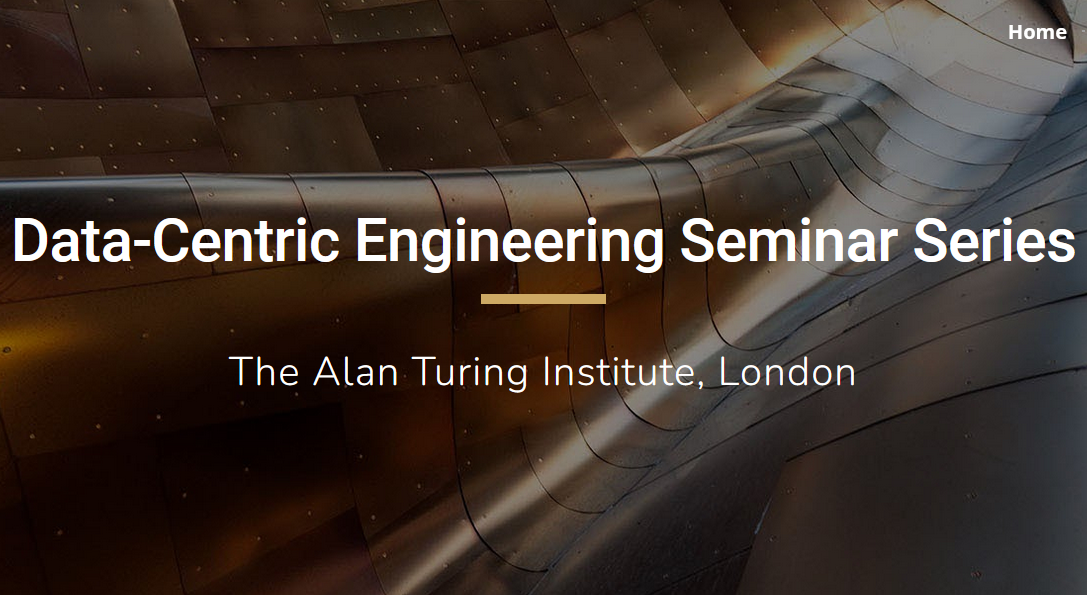 Home
Data-Centric Engineering Seminar Series
The Alan Turing Institute, London